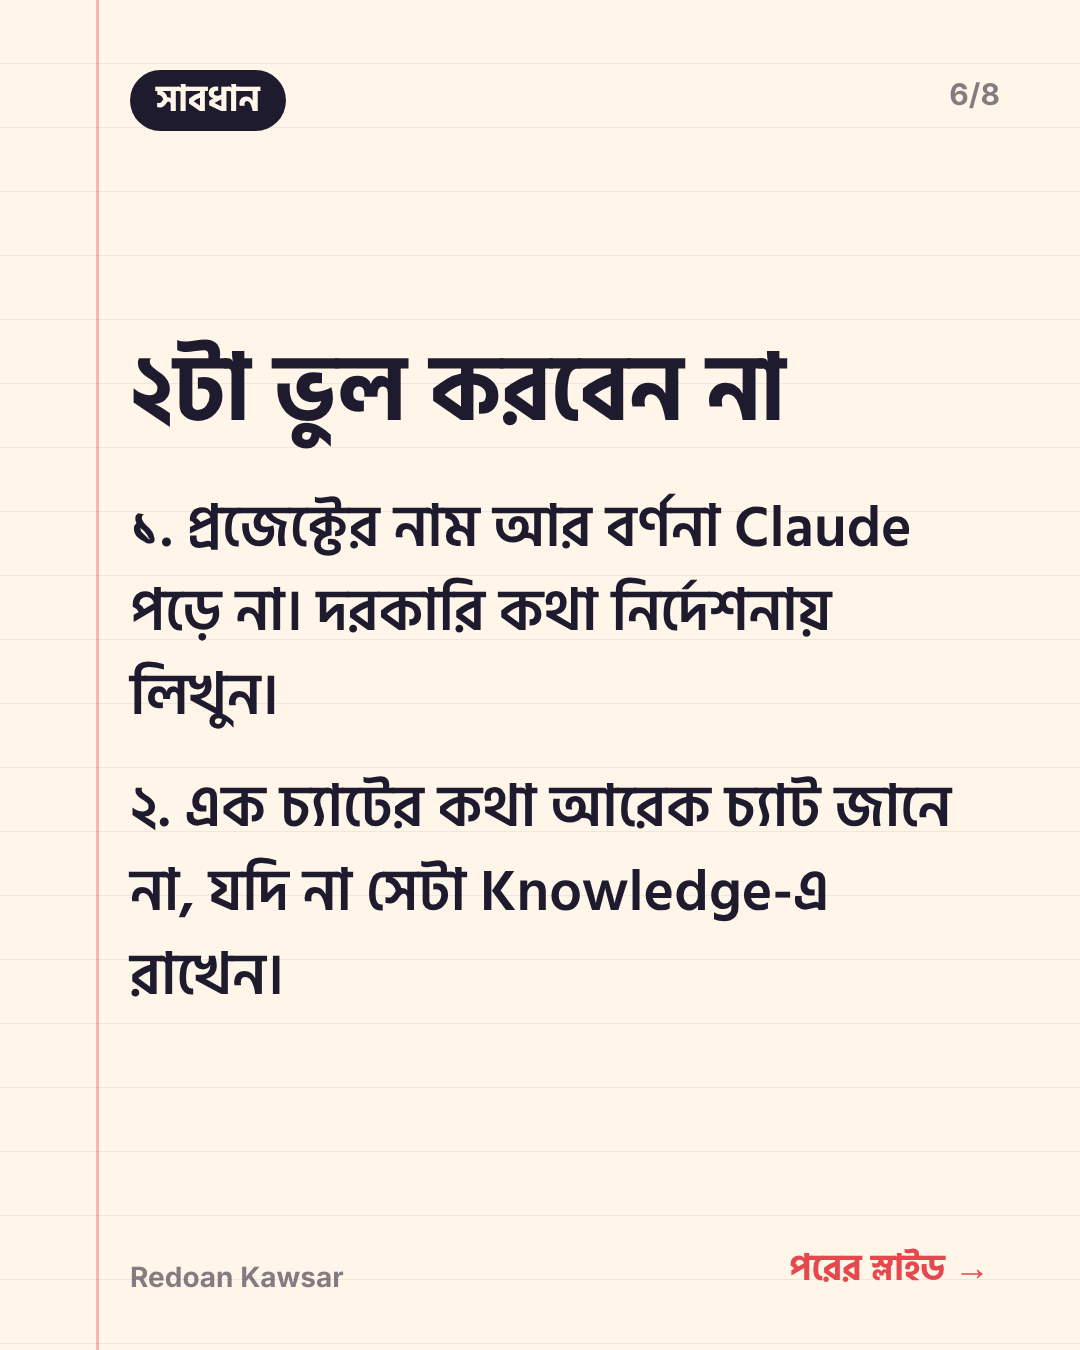 সাবধান
6/8
২টা ভুল করবেন না
১. প্রজেক্টের নাম আর বর্ণনা Claude
পড়ে না। দরকারি কথা নির্দেশনায়
লিখুন।
২. এক চ্যাটের কথা আরেক চ্যাট জানে
না, যদি না সেটা Knowledge-এ
রাখেন।
Redoan Kawsar
পরের স্লাইড →